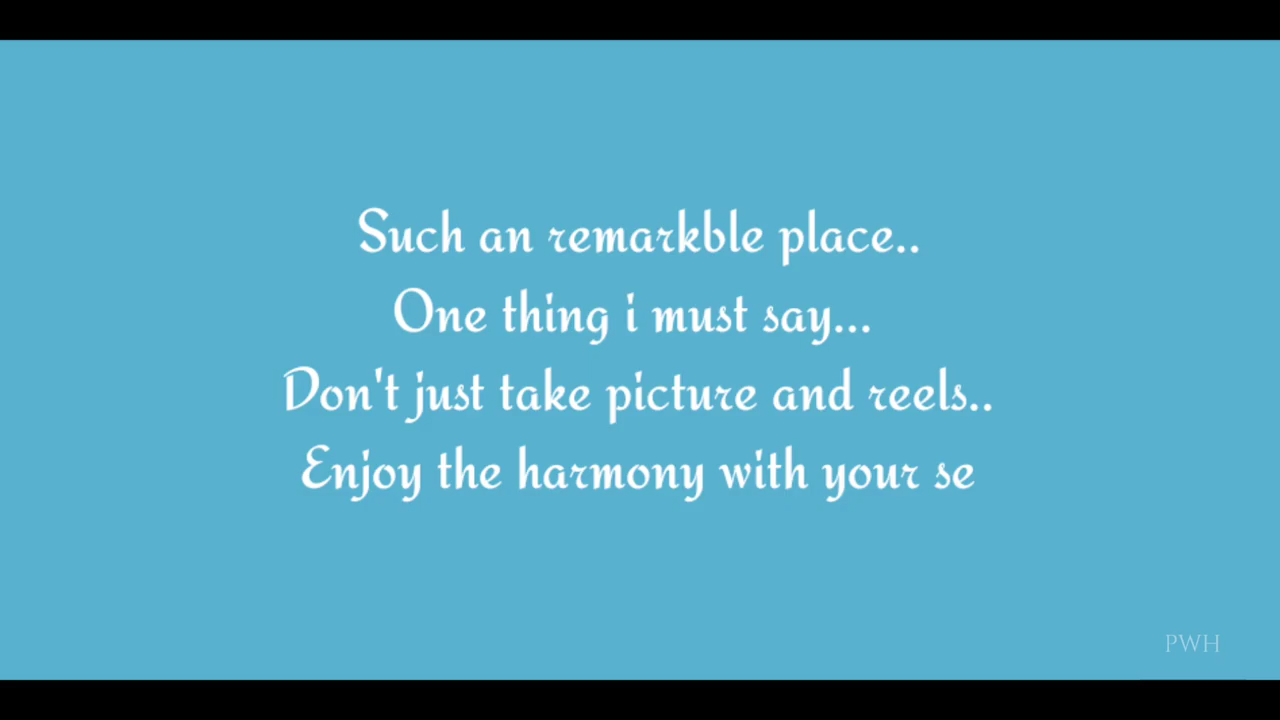 Such an remarkble place..
One thing i must say...
Don't just take picture and reels..
Enjoy the harmony with your se
PWH